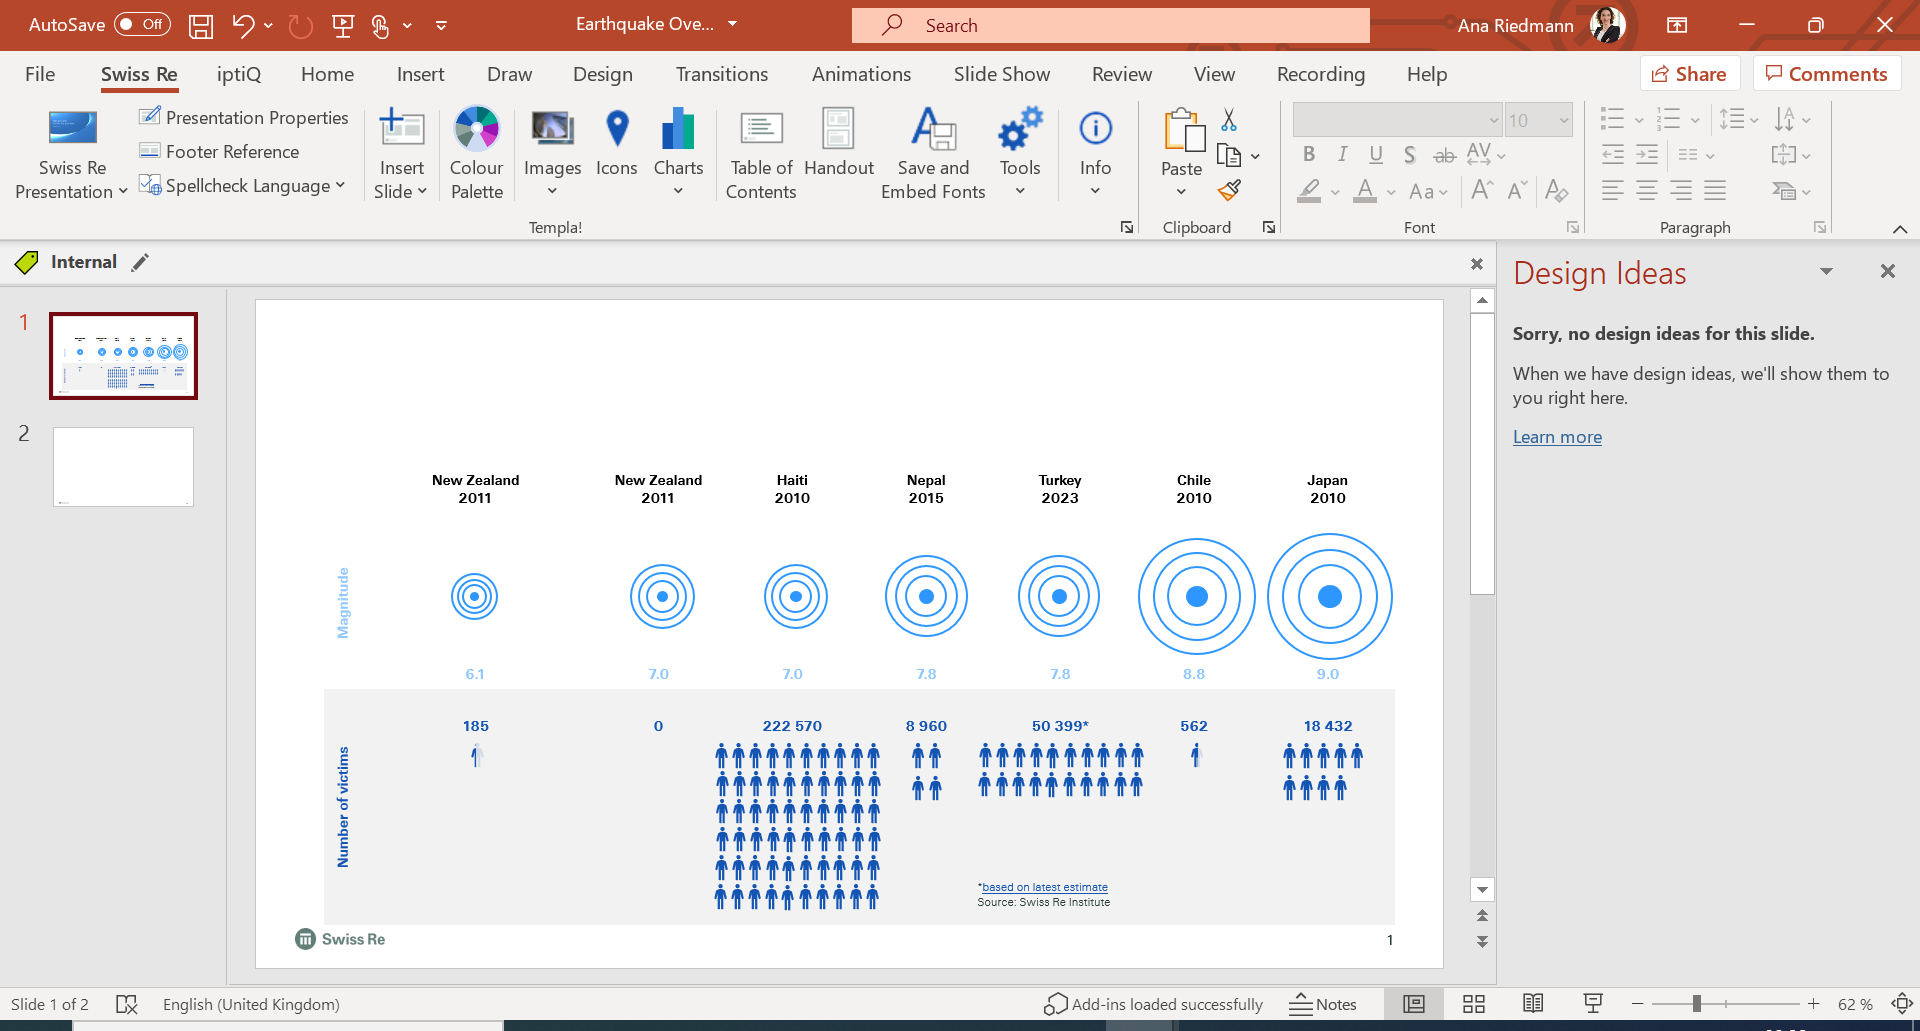 AutoSave Off Earthquake Ove... Search Ana Riedmann
File Swiss Re iptiQ Home Insert Draw Design Transitions Animations Slide Show Review View Recording Help Share Comments
Swiss Re
Presentation
Presentation Properties
Footer Reference
Spellcheck Language
Insert
Slide
Colour
Palette
Images
Icons
Charts
Table of
Contents
Handout
Save and
Embed Fonts
Tools
Info
Paste
10
Templa! Clipboard Font Paragraph
Internal
Design Ideas
Sorry, no design ideas for this slide.
When we have design ideas, we'll show them to
you right here.
Learn more
1
2
New Zealand
2011
New Zealand
2011
Haiti
2010
Nepal
2015
Turkey
2023
Chile
2010
Japan
2010
Magnitude
6.1 7.0 7.0 7.8 7.8 8.8 9.0
Number of victims
185 0 222 570 8 960 50 399* 562 18 432
*based on latest estimate
Source: Swiss Re Institute
Swiss Re
1
Slide 1 of 2 English (United Kingdom) Add-ins loaded successfully Notes 62 %